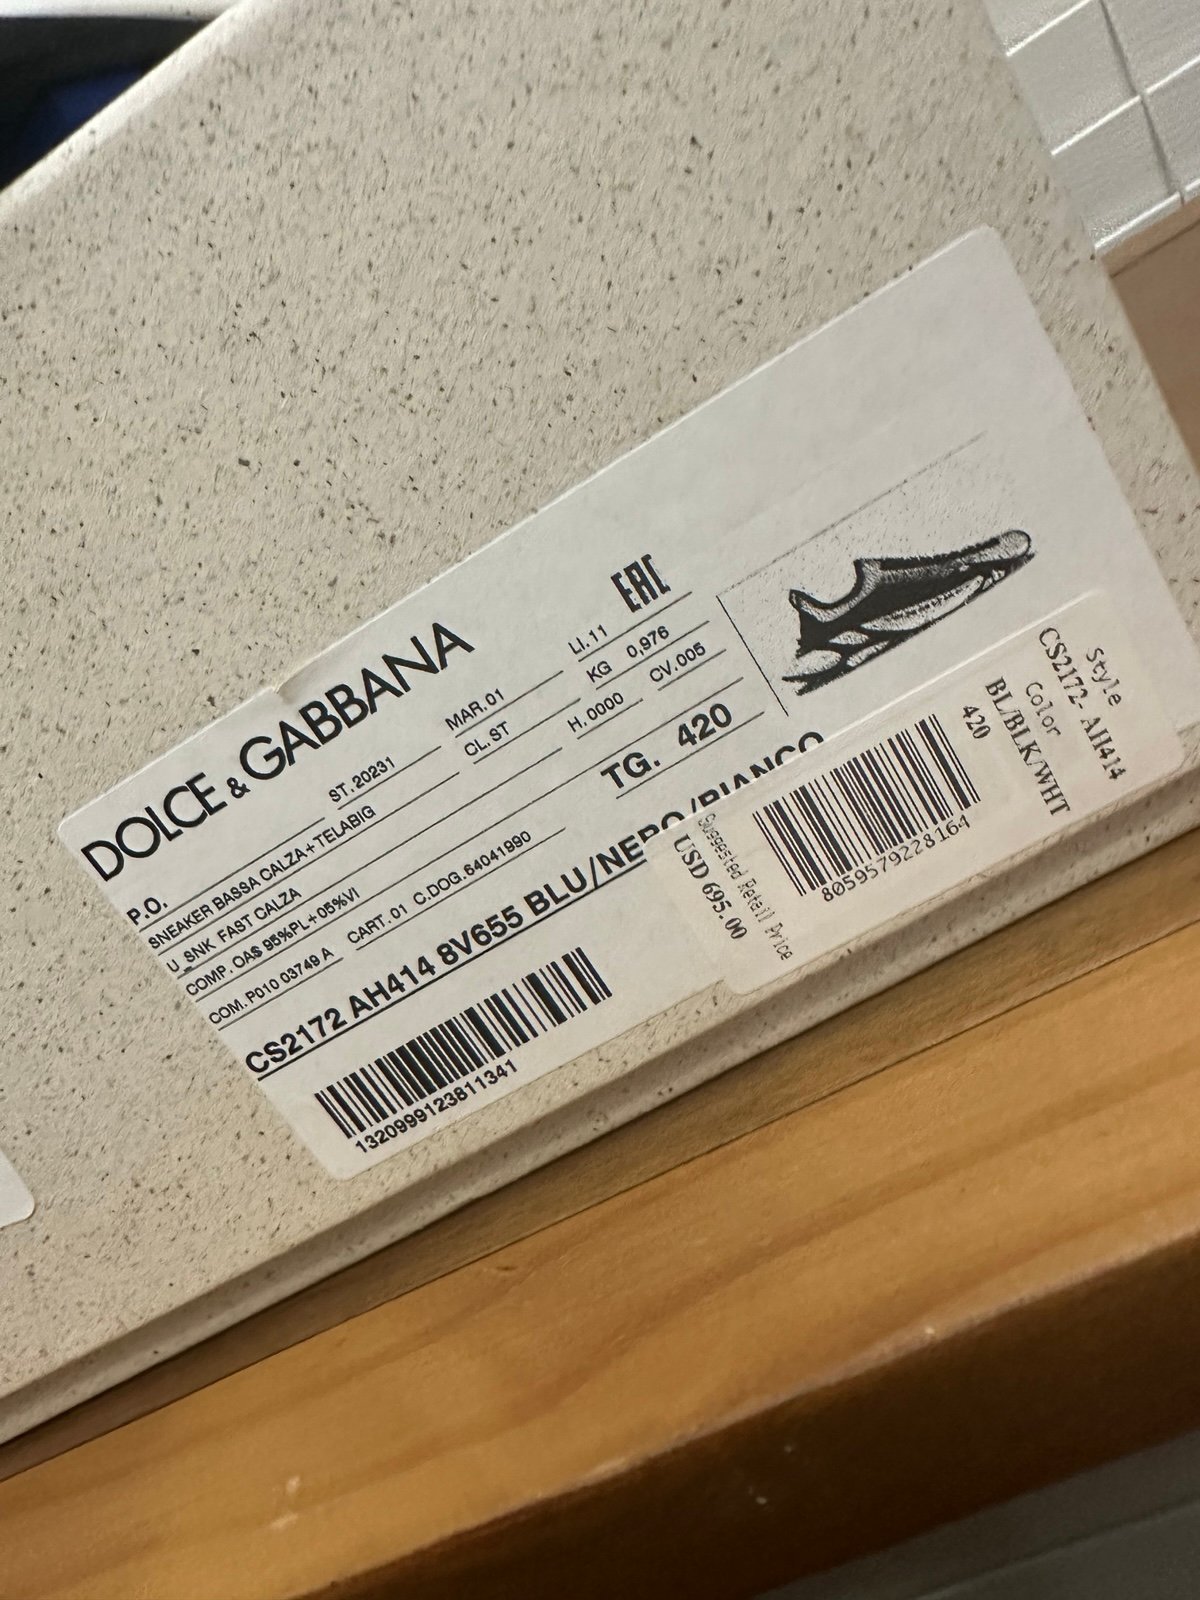 DOLCE & GABBANA
EAC
P.O. ST.20231 MAR.01 LI.11
SNEAKER BASSA CALZA+TELABIG CL.ST KG 0,976
U_SNK FAST CALZA H.0000 CV.005
COMP. OA$ 95%PL+05%VI
COM. P010 03749 A CART.01 C.DOG.64041990 TG. 420
CS2172 AH414 8V655 BLU/NERO/BIANCO
1320999123811341
Style
CS2172- AH414
Color
BL/BLK/WHT
420
8059579228164
Suggested Retail Price
USD 695.00